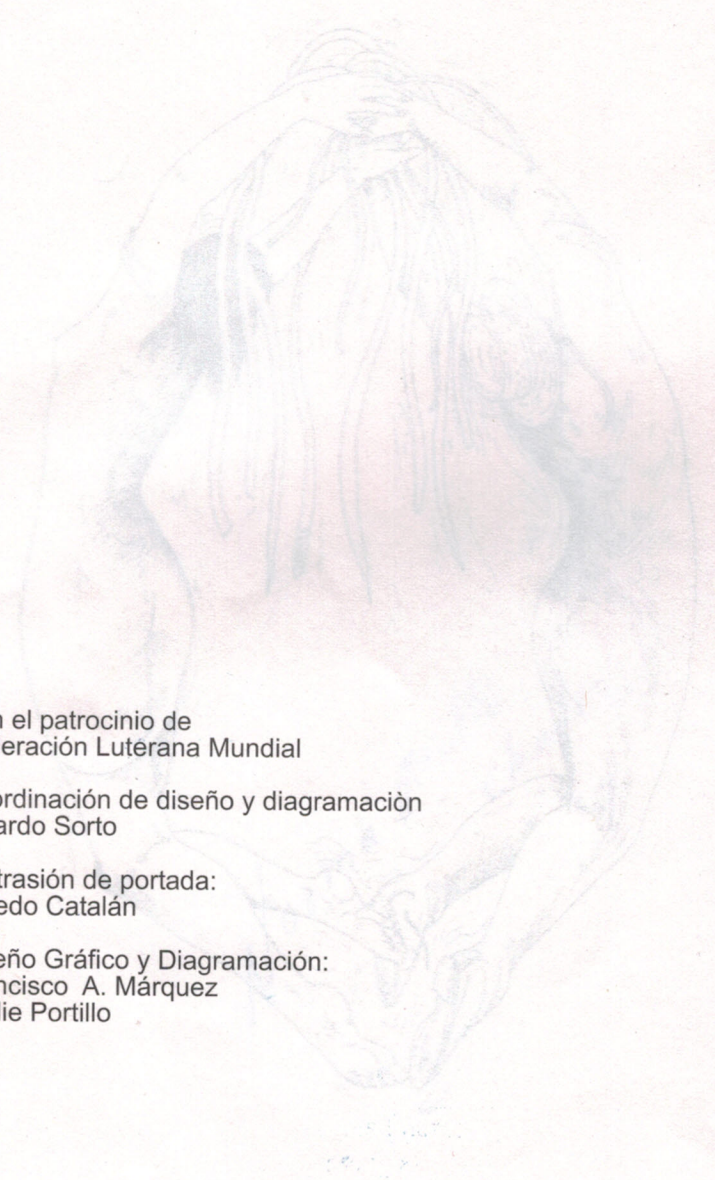 n el patrocinio de
eración Luterana Mundial
ordinación de diseño y diagramaciòn
ardo Sorto
trasión de portada:
edo Catalán
eño Gráfico y Diagramación:
ncisco A. Márquez
lie Portillo